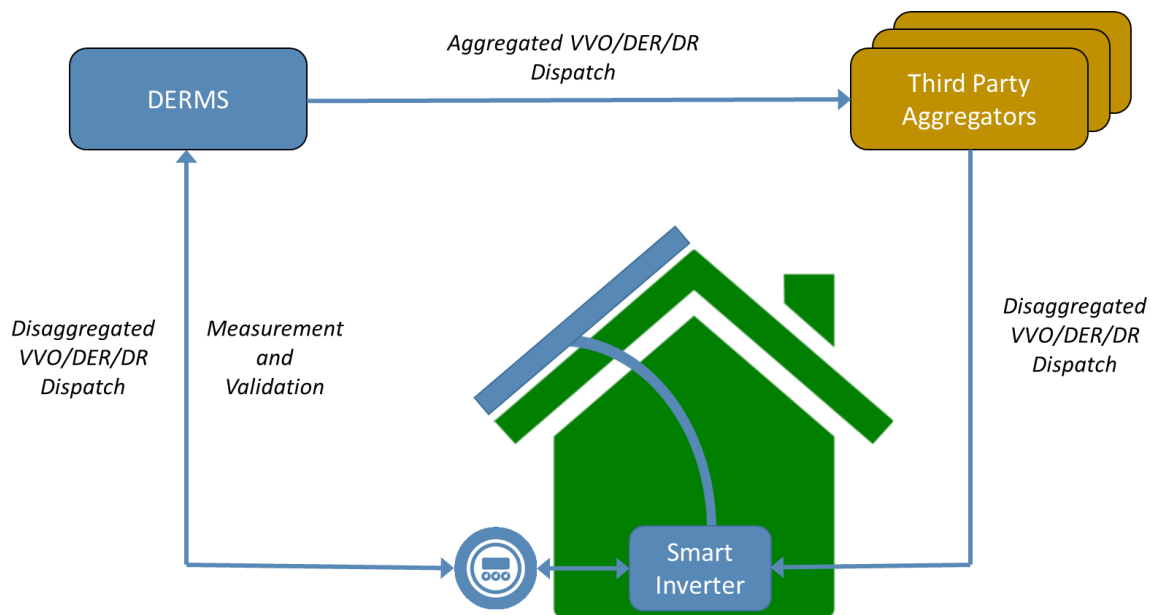 Aggregated VVO/DER/DR
Dispatch
DERMS
Third Party
Aggregators
Disaggregated
VVO/DER/DR
Dispatch
Measurement
and
Validation
Disaggregated
VVO/DER/DR
Dispatch
Smart
Inverter